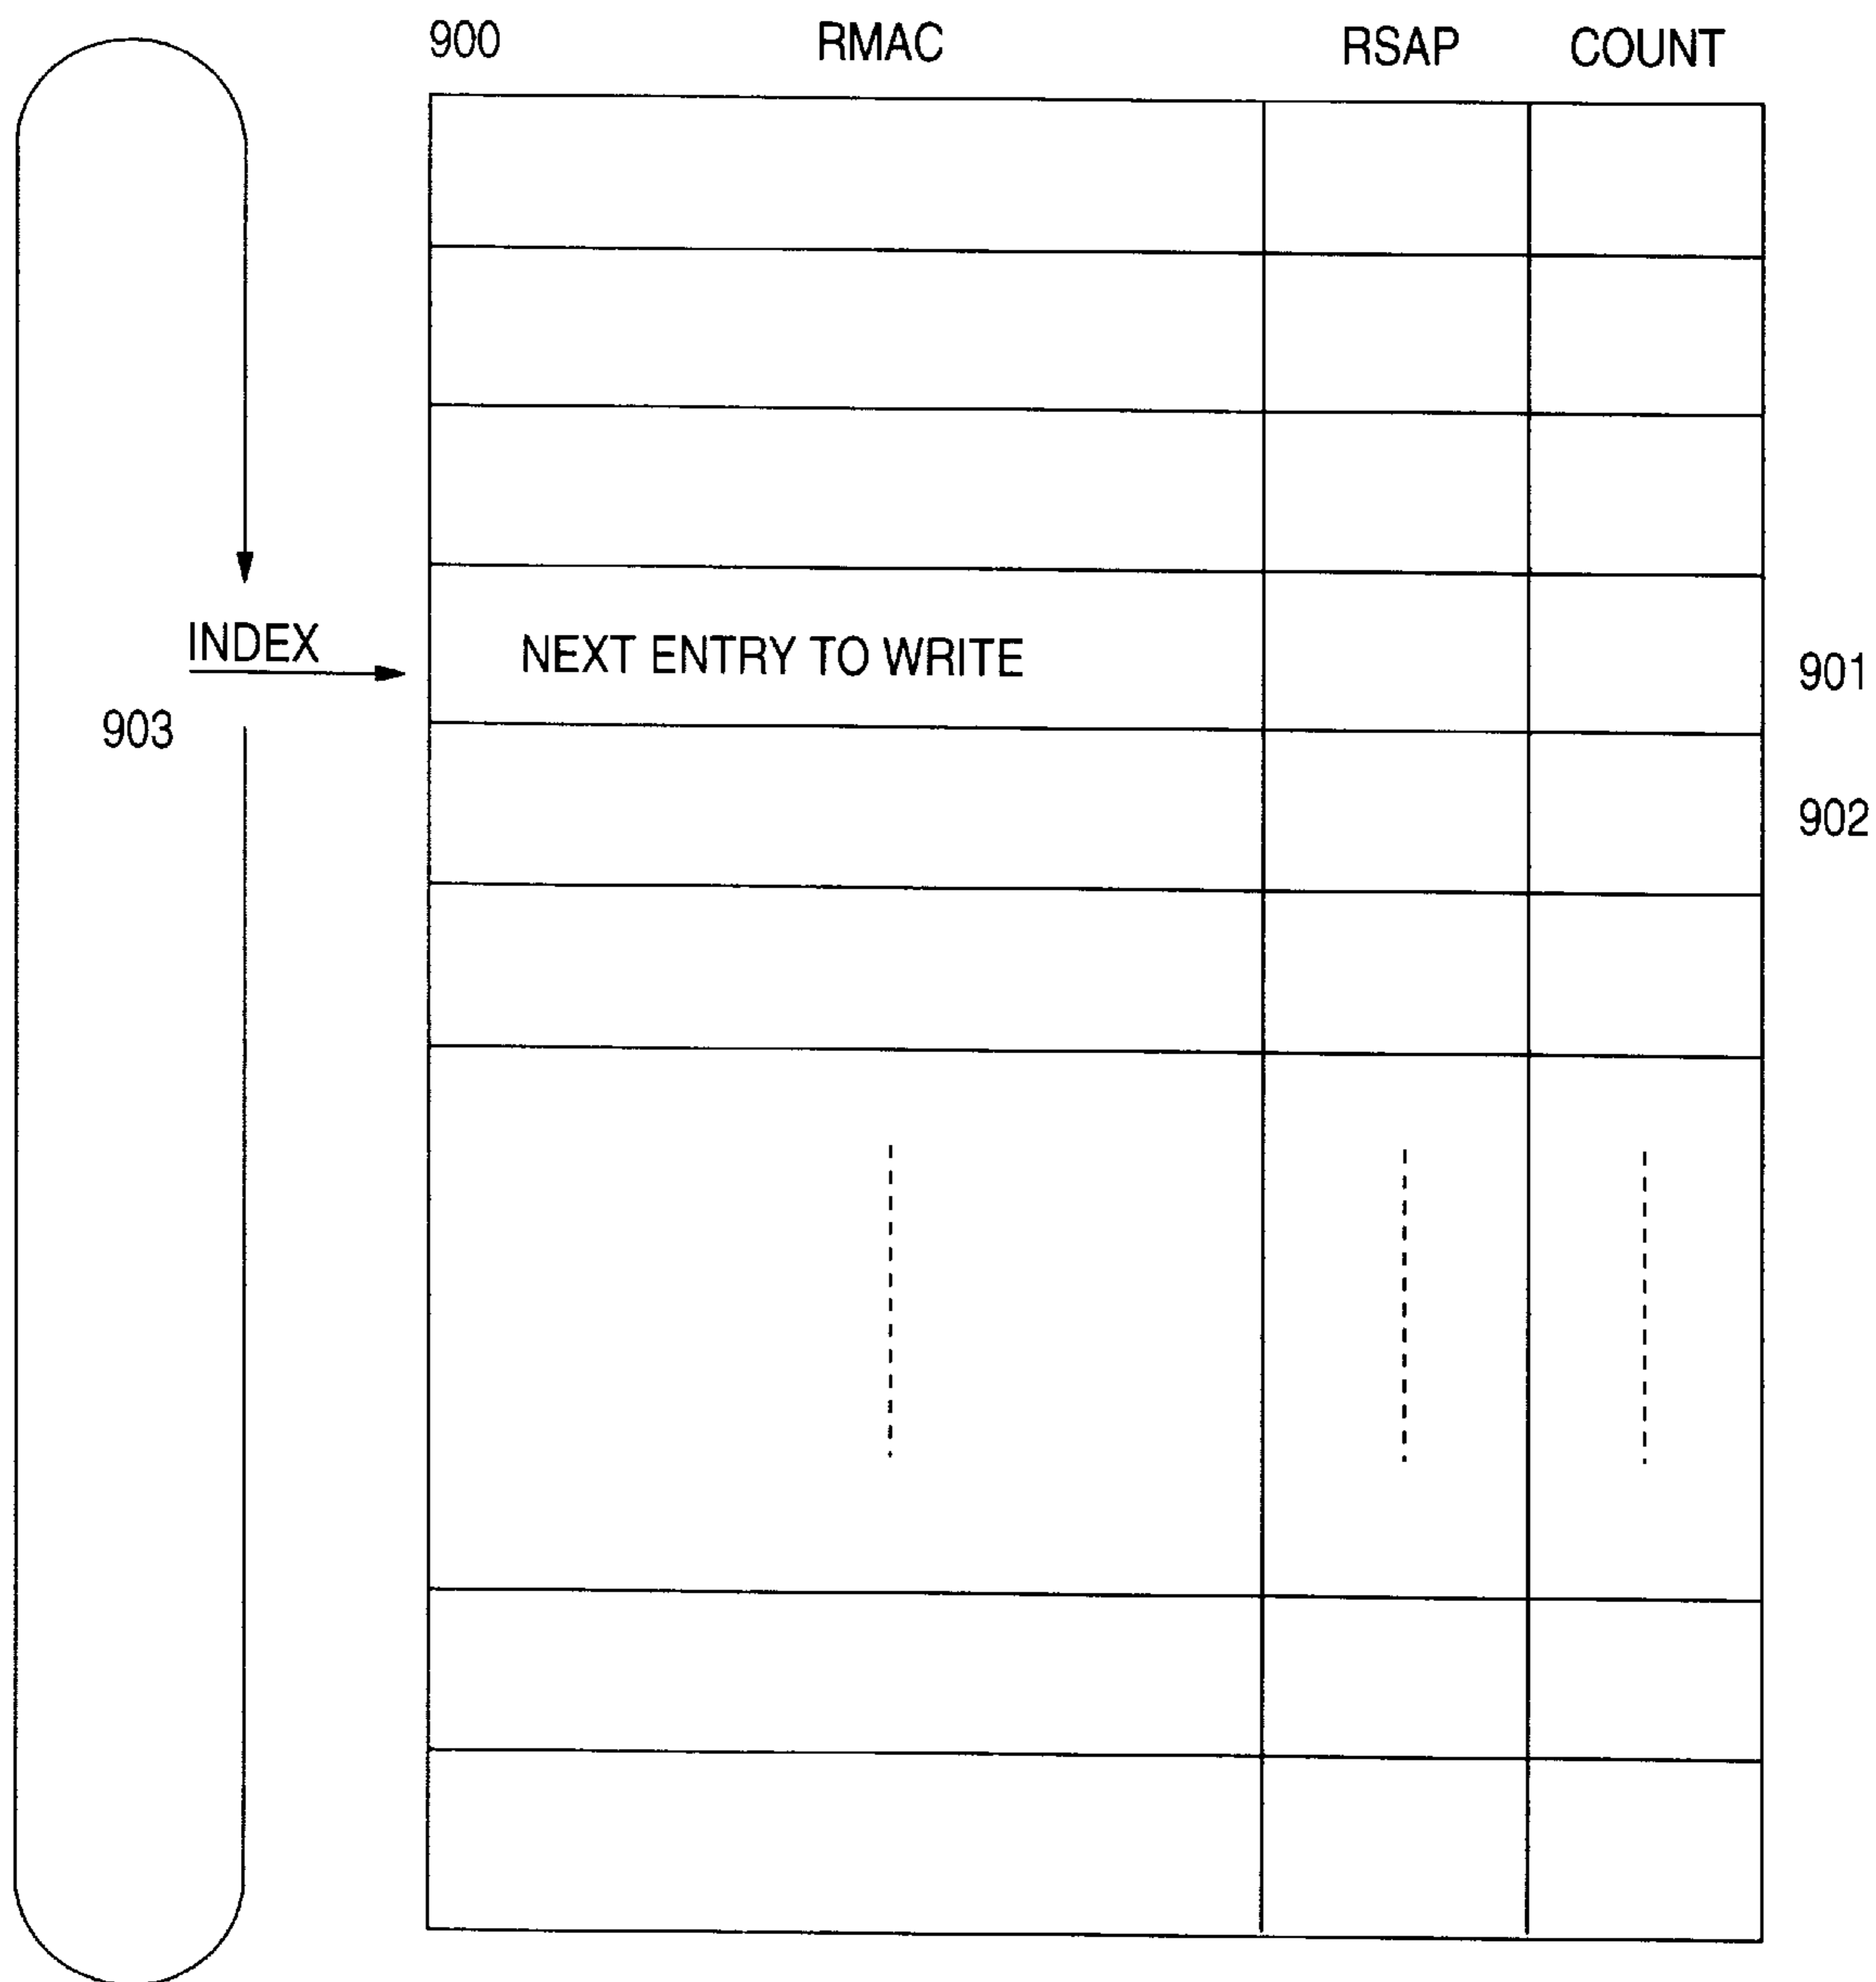 900 RMAC RSAP COUNT
INDEX NEXT ENTRY TO WRITE 901
903
902